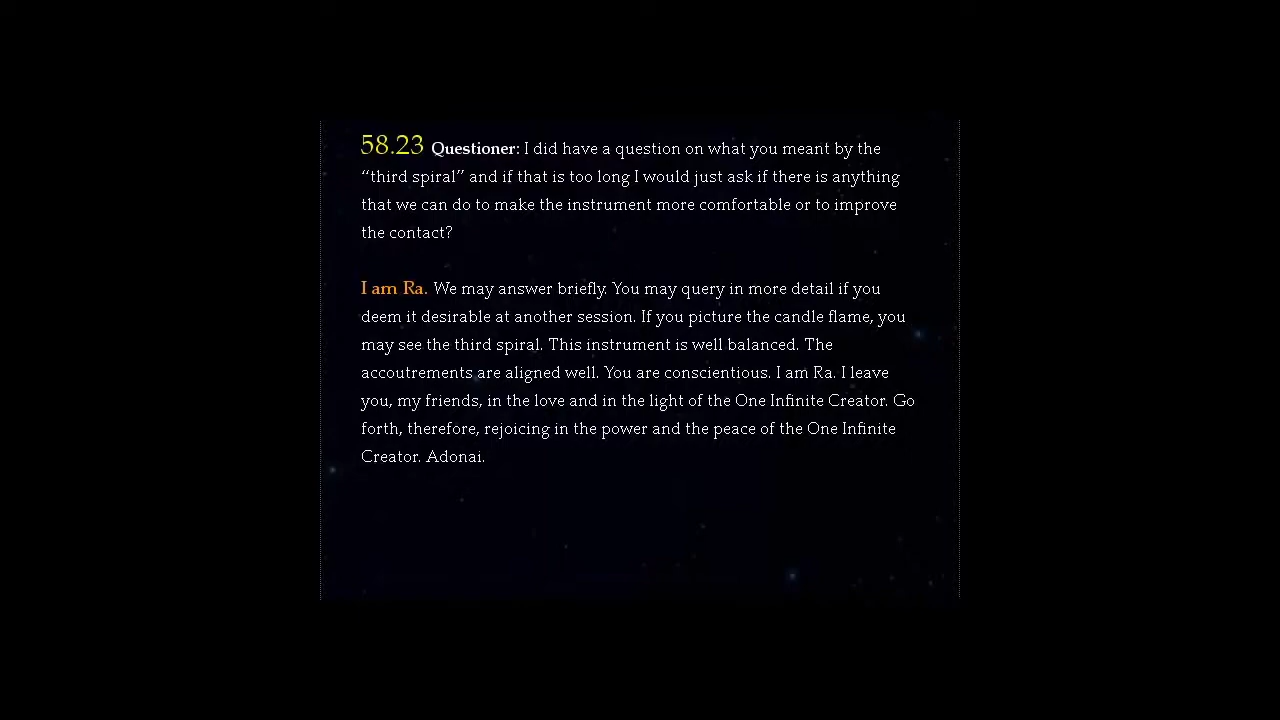 58.23 Questioner: I did have a question on what you meant by the
“third spiral” and if that is too long I would just ask if there is anything
that we can do to make the instrument more comfortable or to improve
the contact?
I am Ra. We may answer briefly. You may query in more detail if you
deem it desirable at another session. If you picture the candle flame, you
may see the third spiral. This instrument is well balanced. The
accoutrements are aligned well. You are conscientious. I am Ra. I leave
you, my friends, in the love and in the light of the One Infinite Creator. Go
forth, therefore, rejoicing in the power and the peace of the One Infinite
Creator. Adonai.